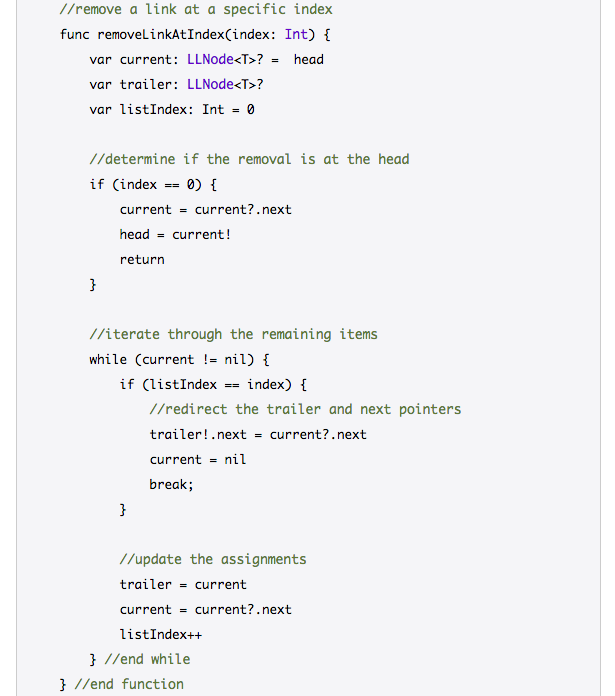 //remove a link at a specific index
func removeLinkAtIndex(index: Int) {
var current: LLNode<T>? =  head
var trailer: LLNode<T>?
var listIndex: Int = 0
//determine if the removal is at the head
if (index == 0) {
current = current?.next
head = current!
return
}
//iterate through the remaining items
while (current != nil) {
if (listIndex == index) {
//redirect the trailer and next pointers
trailer!.next = current?.next
current = nil
break;
}
//update the assignments
trailer = current
current = current?.next
listIndex++
} //end while
} //end function